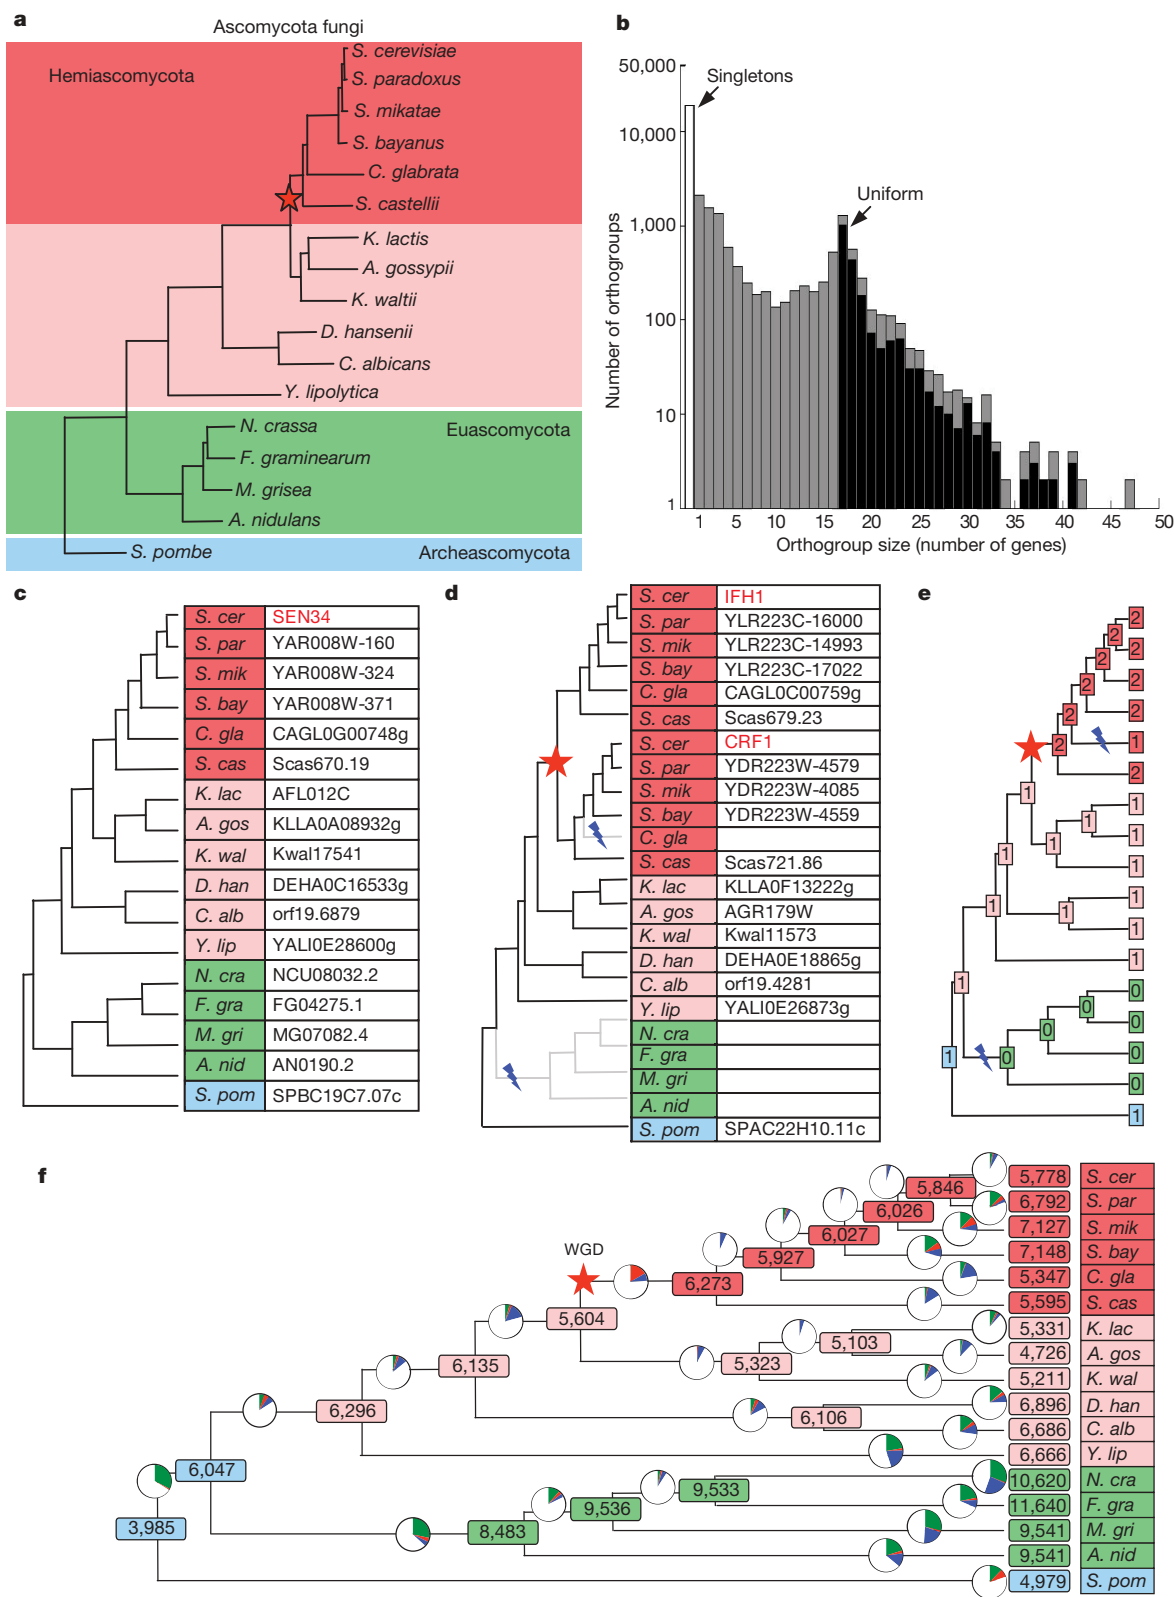 a
Ascomycota fungi
Hemiascomycota
S. cerevisiae
S. paradoxus
S. mikatae
S. bayanus
C. glabrata
S. castellii
K. lactis
A. gossypii
K. waltii
D. hansenii
C. albicans
Y. lipolytica
N. crassa
Euascomycota
F. graminearum
M. grisea
A. nidulans
S. pombe
Archeascomycota
b
50,000
Singletons
10,000
Uniform
1,000
100
10
1
Number of orthogroups
1 5 10 15 20 25 30 35 40 45 50
Orthogroup size (number of genes)
c
S. cer SEN34
S. par YAR008W-160
S. mik YAR008W-324
S. bay YAR008W-371
C. gla CAGL0G00748g
S. cas Scas670.19
K. lac AFL012C
A. gos KLLA0A08932g
K. wal Kwal17541
D. han DEHA0C16533g
C. alb orf19.6879
Y. lip YALI0E28600g
N. cra NCU08032.2
F. gra FG04275.1
M. gri MG07082.4
A. nid AN0190.2
S. pom SPBC19C7.07c
d
S. cer IFH1
S. par YLR223C-16000
S. mik YLR223C-14993
S. bay YLR223C-17022
C. gla CAGL0C00759g
S. cas Scas679.23
S. cer CRF1
S. par YDR223W-4579
S. mik YDR223W-4085
S. bay YDR223W-4559
C. gla
S. cas Scas721.86
K. lac KLLA0F13222g
A. gos AGR179W
K. wal Kwal11573
D. han DEHA0E18865g
C. alb orf19.4281
Y. lip YALI0E26873g
N. cra
F. gra
M. gri
A. nid
S. pom SPAC22H10.11c
e
2
2
2
2
2
2
2
2
2
1
2
1
2
1
1
1
1
1
1
1
1
1
1
1
1
1
0
0
0
0
0
0
1
0
0
1
f
5,778 S. cer
5,846
6,792 S. par
6,026
7,127 S. mik
6,027
7,148 S. bay
WGD
5,927
5,347 C. gla
6,273
5,595 S. cas
5,604
5,331 K. lac
5,103
4,726 A. gos
6,135
5,323
5,211 K. wal
6,896 D. han
6,296
6,106
6,686 C. alb
6,666 Y. lip
6,047
10,620 N. cra
9,533
11,640 F. gra
9,536
3,985
8,483
9,541 M. gri
9,541 A. nid
4,979 S. pom